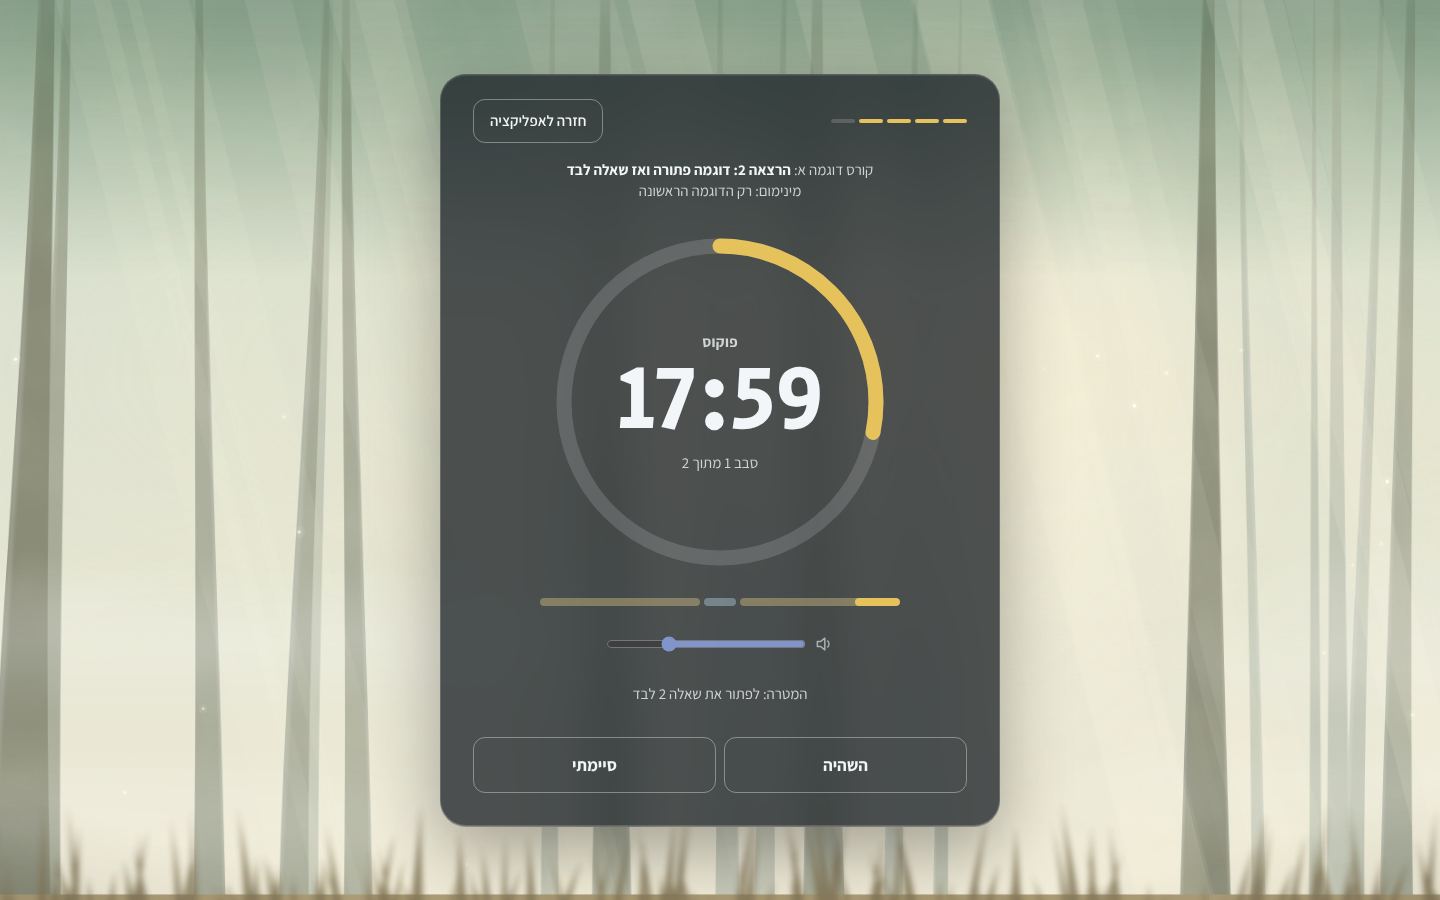 חזרה לאפליקציה
קורס דוגמה א: הרצאה 2: דוגמה פתורה ואז שאלה לבד
מינימום: רק הדוגמה הראשונה
פוקוס
17:59
סבב 1 מתוך 2
המטרה: לפתור את שאלה 2 לבד
השהיה
סיימתי